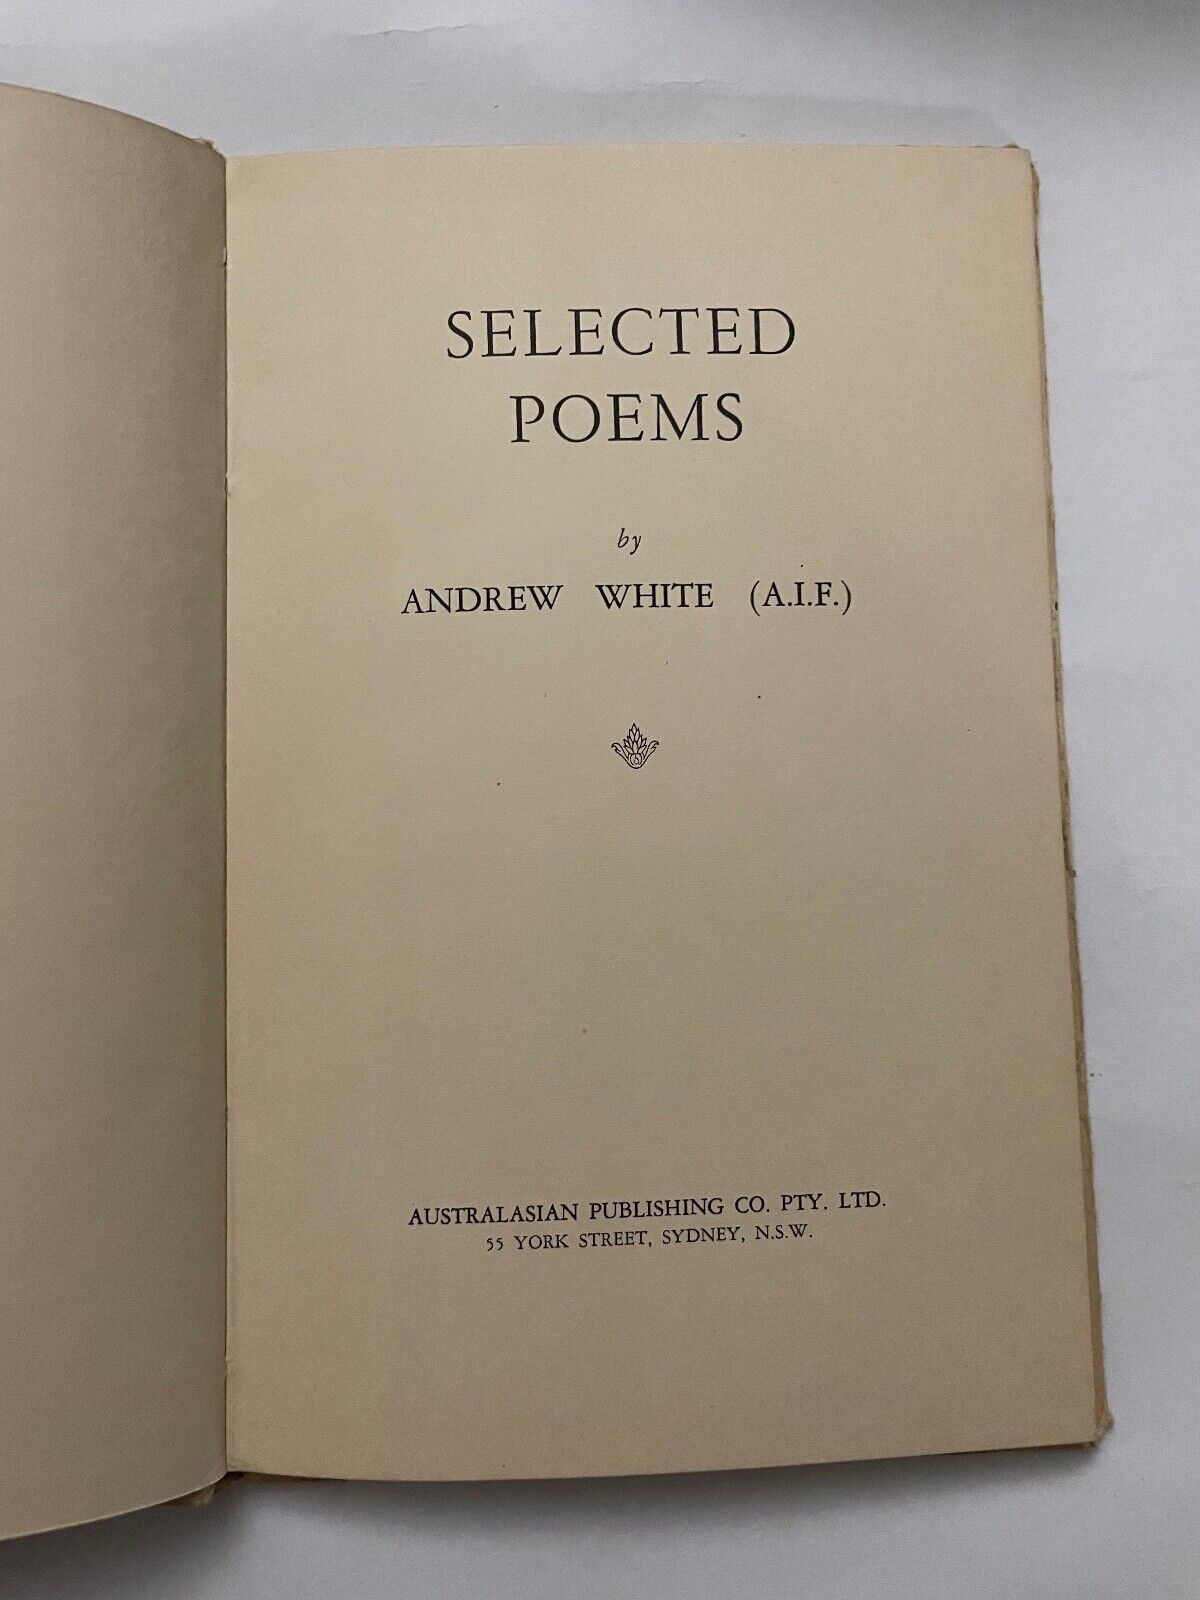 SELECTED
POEMS
by
ANDREW WHITE (A.I.F.)
AUSTRALASIAN PUBLISHING CO. PTY. LTD.
55 YORK STREET, SYDNEY, N.S.W.